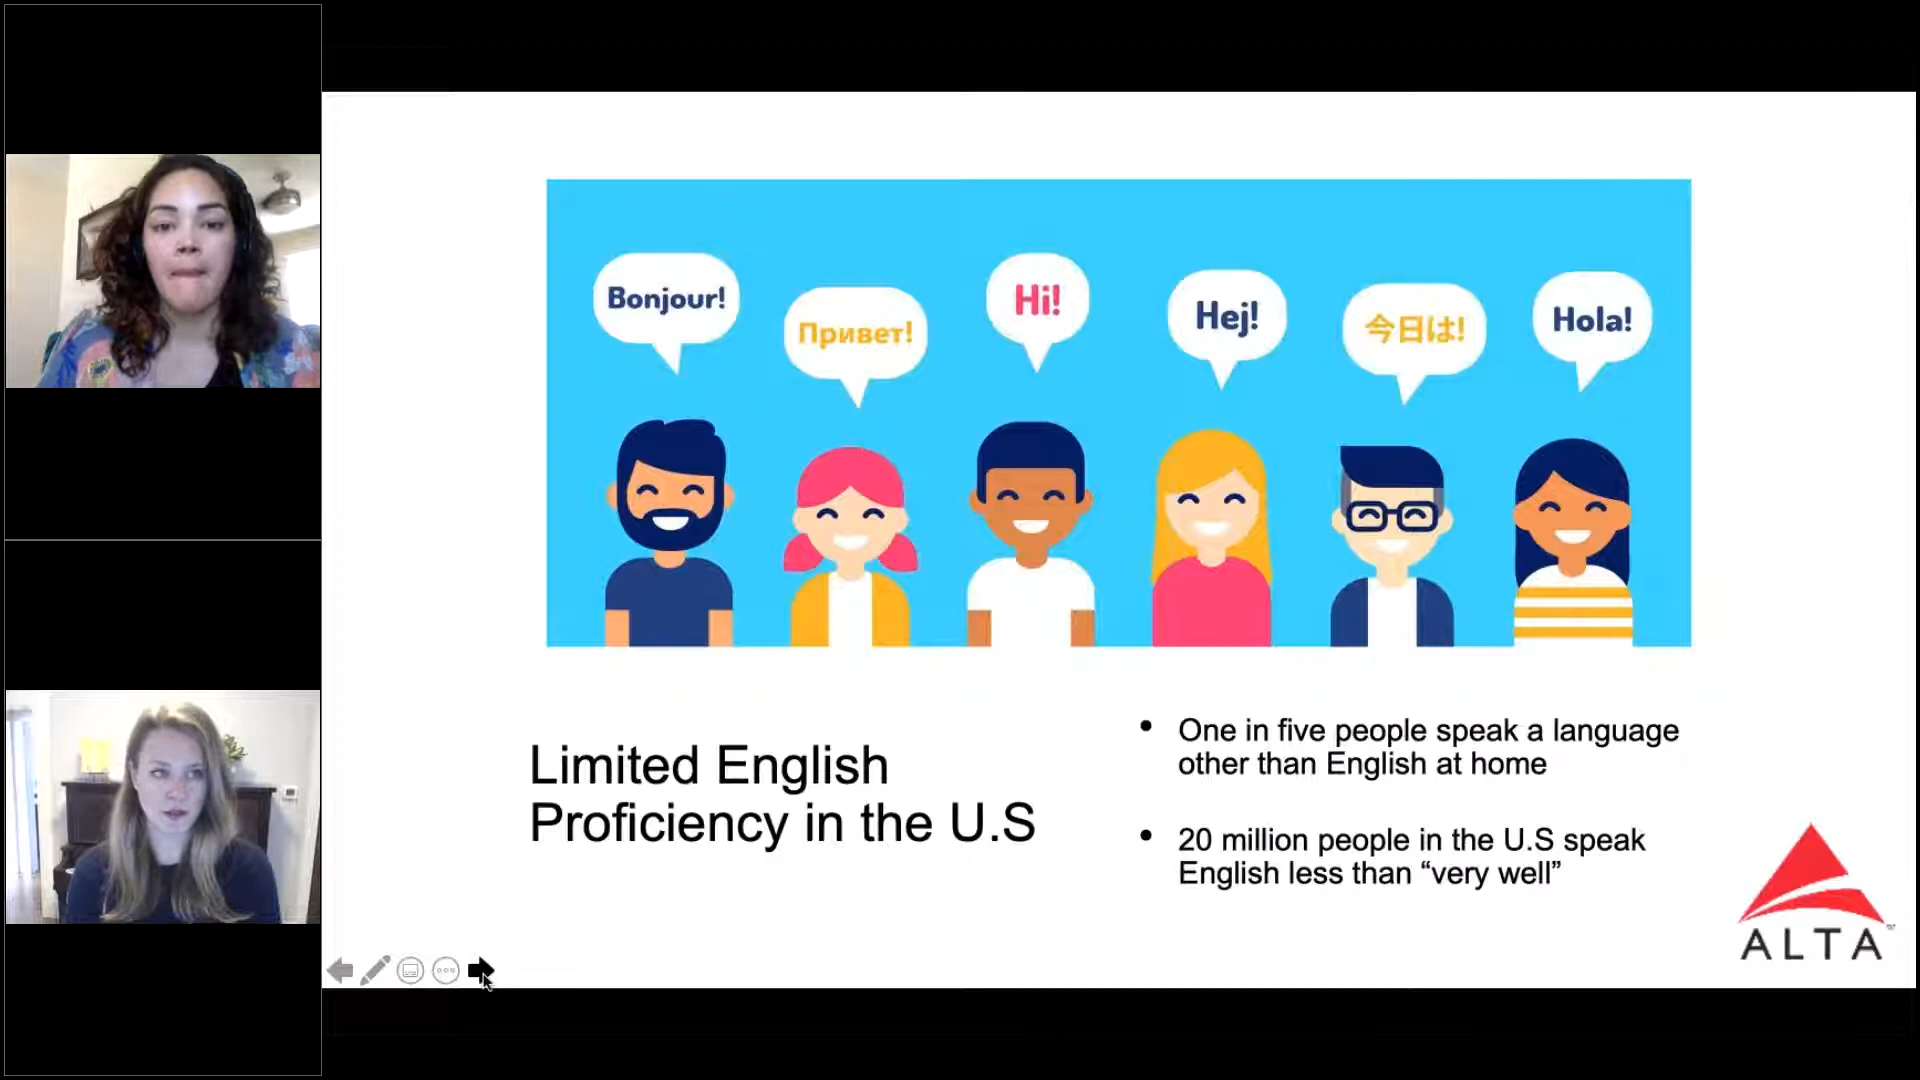 Bonjour!
Привет!
Hi!
Hej!
今日は!
Hola!
Limited English
Proficiency in the U.S
• One in five people speak a language
other than English at home
• 20 million people in the U.S speak
English less than “very well”
ALTA